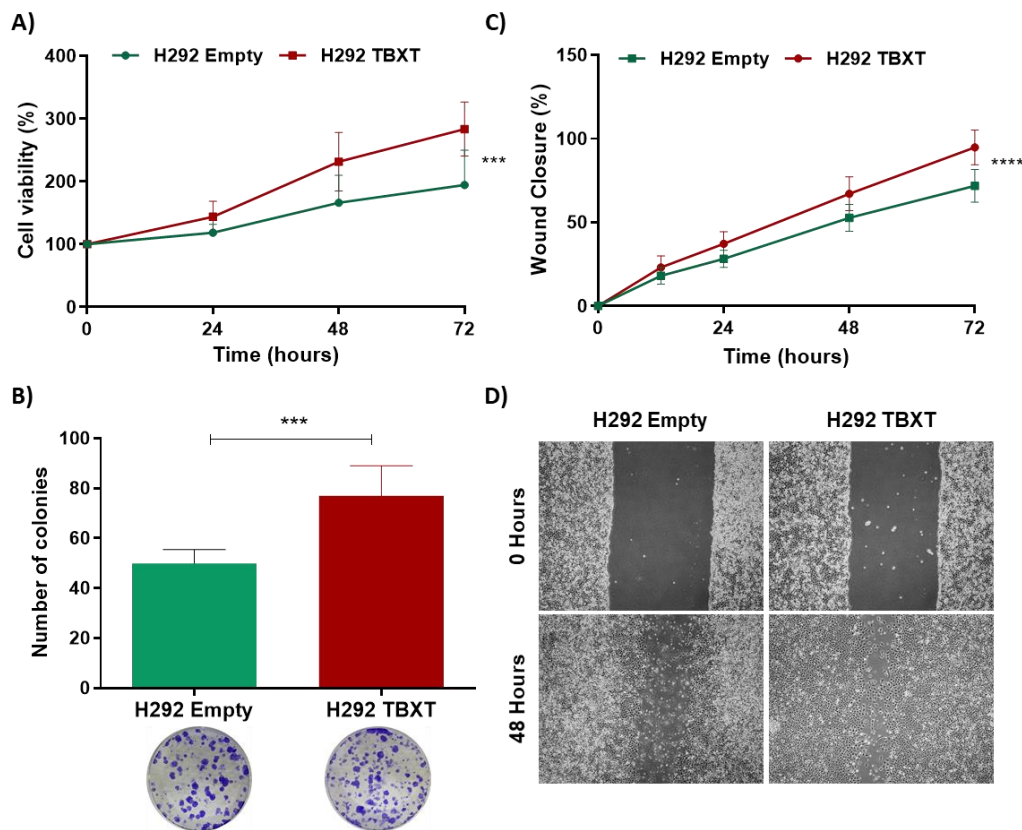 A)
H292 Empty H292 TBXT
Cell viability (%)
400
300
200
100
0
***
0 24 48 72
Time (hours)
C)
H292 Empty H292 TBXT
Wound Closure (%)
150
100
50
0
****
0 24 48 72
Time (hours)
B)
Number of colonies
100
80
60
40
20
0
***
H292 Empty H292 TBXT
D)
H292 Empty H292 TBXT
0 Hours
48 Hours